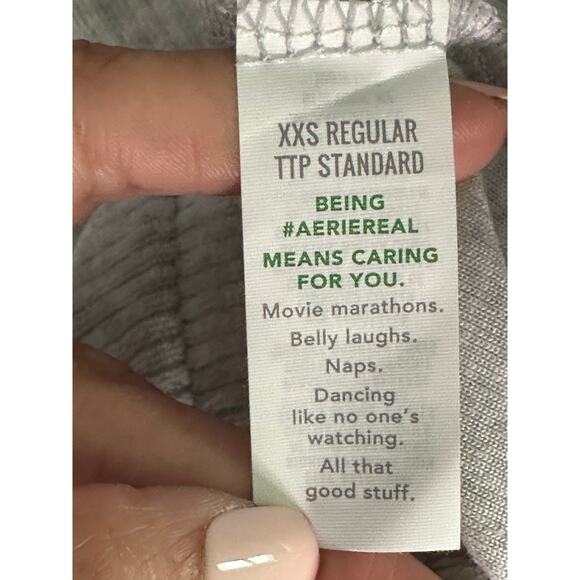 XXS REGULAR
TTP STANDARD
BEING
#AERIEREAL
MEANS CARING
FOR YOU.
Movie marathons.
Belly laughs.
Naps.
Dancing
like no one's
watching.
All that
good stuff.